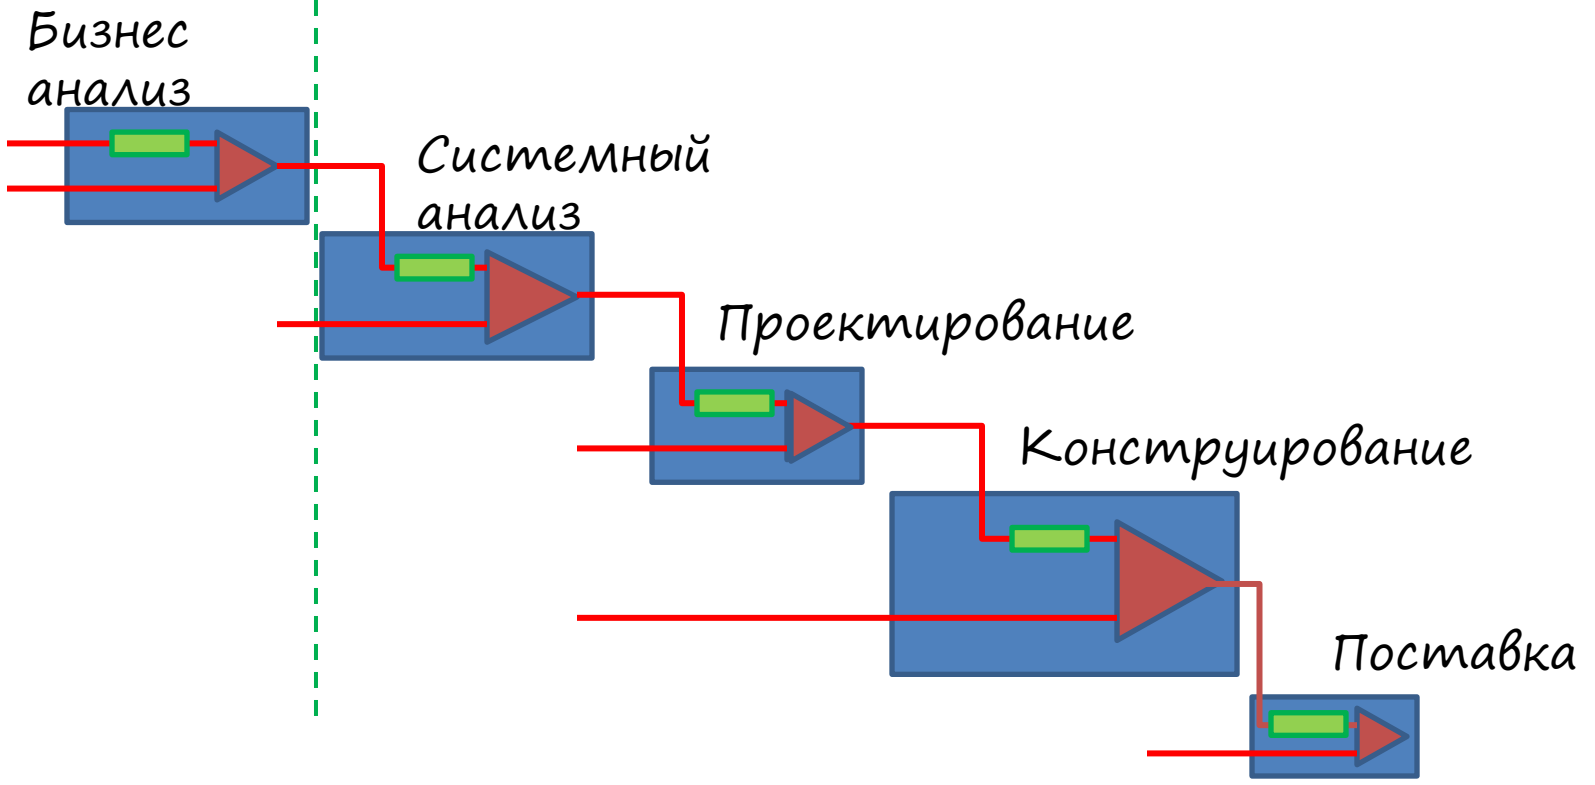 Бизнес
анализ
Системный
анализ
Проектирование
Конструирование
Поставка